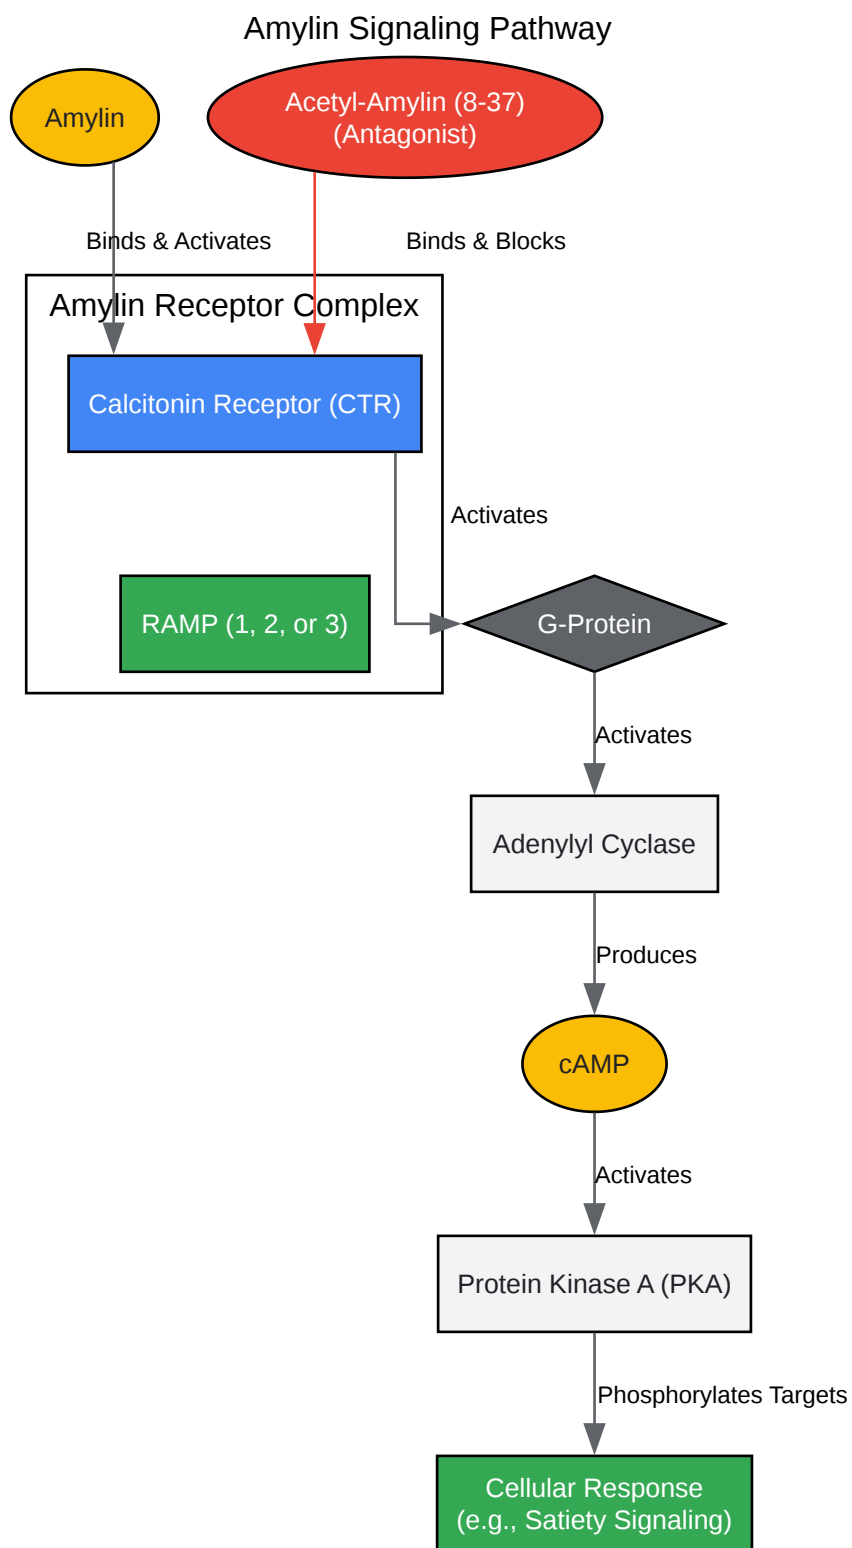 Amylin Signaling Pathway
Amylin
Acetyl-Amylin (8-37)
(Antagonist)
Binds & Activates
Binds & Blocks
Amylin Receptor Complex
Calcitonin Receptor (CTR)
Activates
RAMP (1, 2, or 3)
G-Protein
Activates
Adenylyl Cyclase
Produces
cAMP
Activates
Protein Kinase A (PKA)
Phosphorylates Targets
Cellular Response
(e.g., Satiety Signaling)